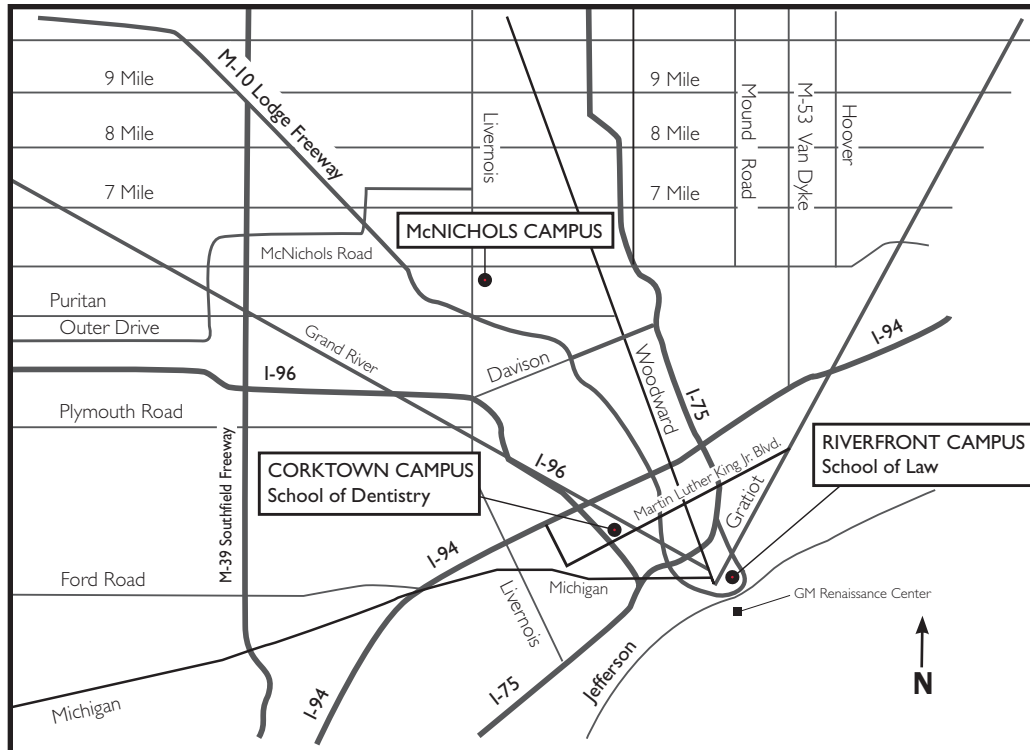 9 Mile
8 Mile
7 Mile
M-10 Lodge Freeway
Livernois
9 Mile
8 Mile
7 Mile
Mound Road
M-53 Van Dyke
Hoover
McNICHOLS CAMPUS
McNichols Road
Puritan
Outer Drive
Grand River
I-96
Davison
Woodward
I-75
I-94
Plymouth Road
M-39 Southfield Freeway
CORKTOWN CAMPUS
School of Dentistry
I-96
Martin Luther King Jr. Blvd.
RIVERFRONT CAMPUS
School of Law
Gratiot
I-94
Ford Road
Livernois
Michigan
GM Renaissance Center
Jefferson
I-75
I-94
Michigan
N